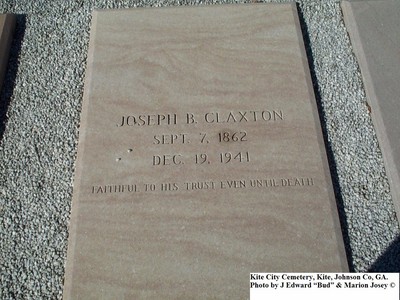 JOSEPH B. CLAXTON
SEPT. 7, 1862
DEC. 19, 1941
FAITHFUL TO HIS TRUST EVEN UNTIL DEATH
Kite City Cemetery, Kite, Johnson Co, GA.
Photo by J Edward “Bud” & Marion Josey ©